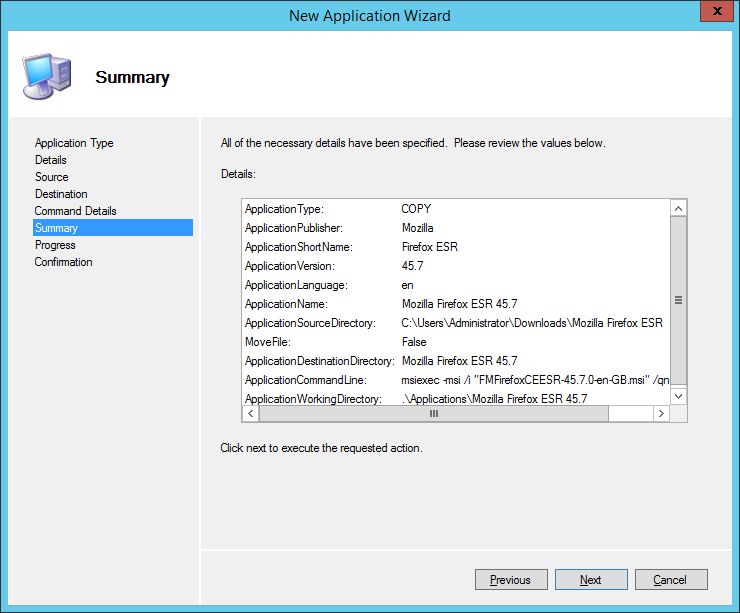 New Application Wizard
x
Summary
Application Type
Details
Source
Destination
Command Details
Summary
Progress
Confirmation
All of the necessary details have been specified.  Please review the values below.
Details:
ApplicationType: COPY
ApplicationPublisher: Mozilla
ApplicationShortName: Firefox ESR
ApplicationVersion: 45.7
ApplicationLanguage: en
ApplicationName: Mozilla Firefox ESR 45.7
ApplicationSourceDirectory: C:\Users\Administrator\Downloads\Mozilla Firefox ESR
MoveFile: False
ApplicationDestinationDirectory: Mozilla Firefox ESR 45.7
ApplicationCommandLine: msiexec -msi /i "FMFirefoxCEESR-45.7.0-en-GB.msi" /qn
ApplicationWorkingDirectory: .\Applications\Mozilla Firefox ESR 45.7
Click next to execute the requested action.
Previous Next Cancel